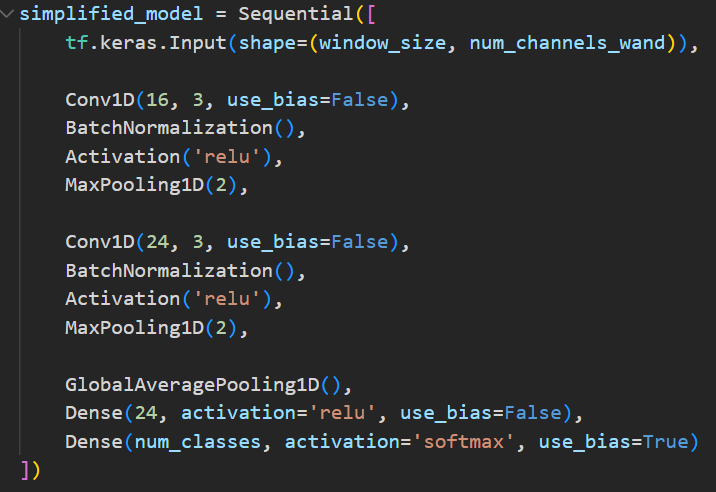 simplified_model = Sequential([
    tf.keras.Input(shape=(window_size, num_channels_wand)),

    Conv1D(16, 3, use_bias=False),
    BatchNormalization(),
    Activation('relu'),
    MaxPooling1D(2),

    Conv1D(24, 3, use_bias=False),
    BatchNormalization(),
    Activation('relu'),
    MaxPooling1D(2),

    GlobalAveragePooling1D(),
    Dense(24, activation='relu', use_bias=False),
    Dense(num_classes, activation='softmax', use_bias=True)
])